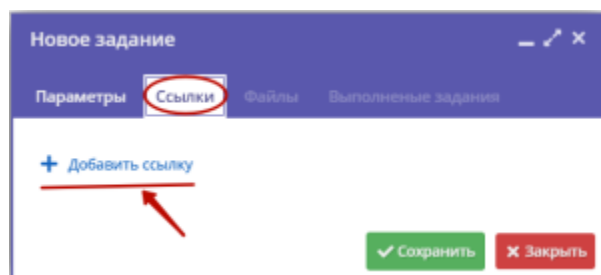 Новое задание
Параметры Ссылки Файлы Выполненые задания
Добавить ссылку
Сохранить Закрыть